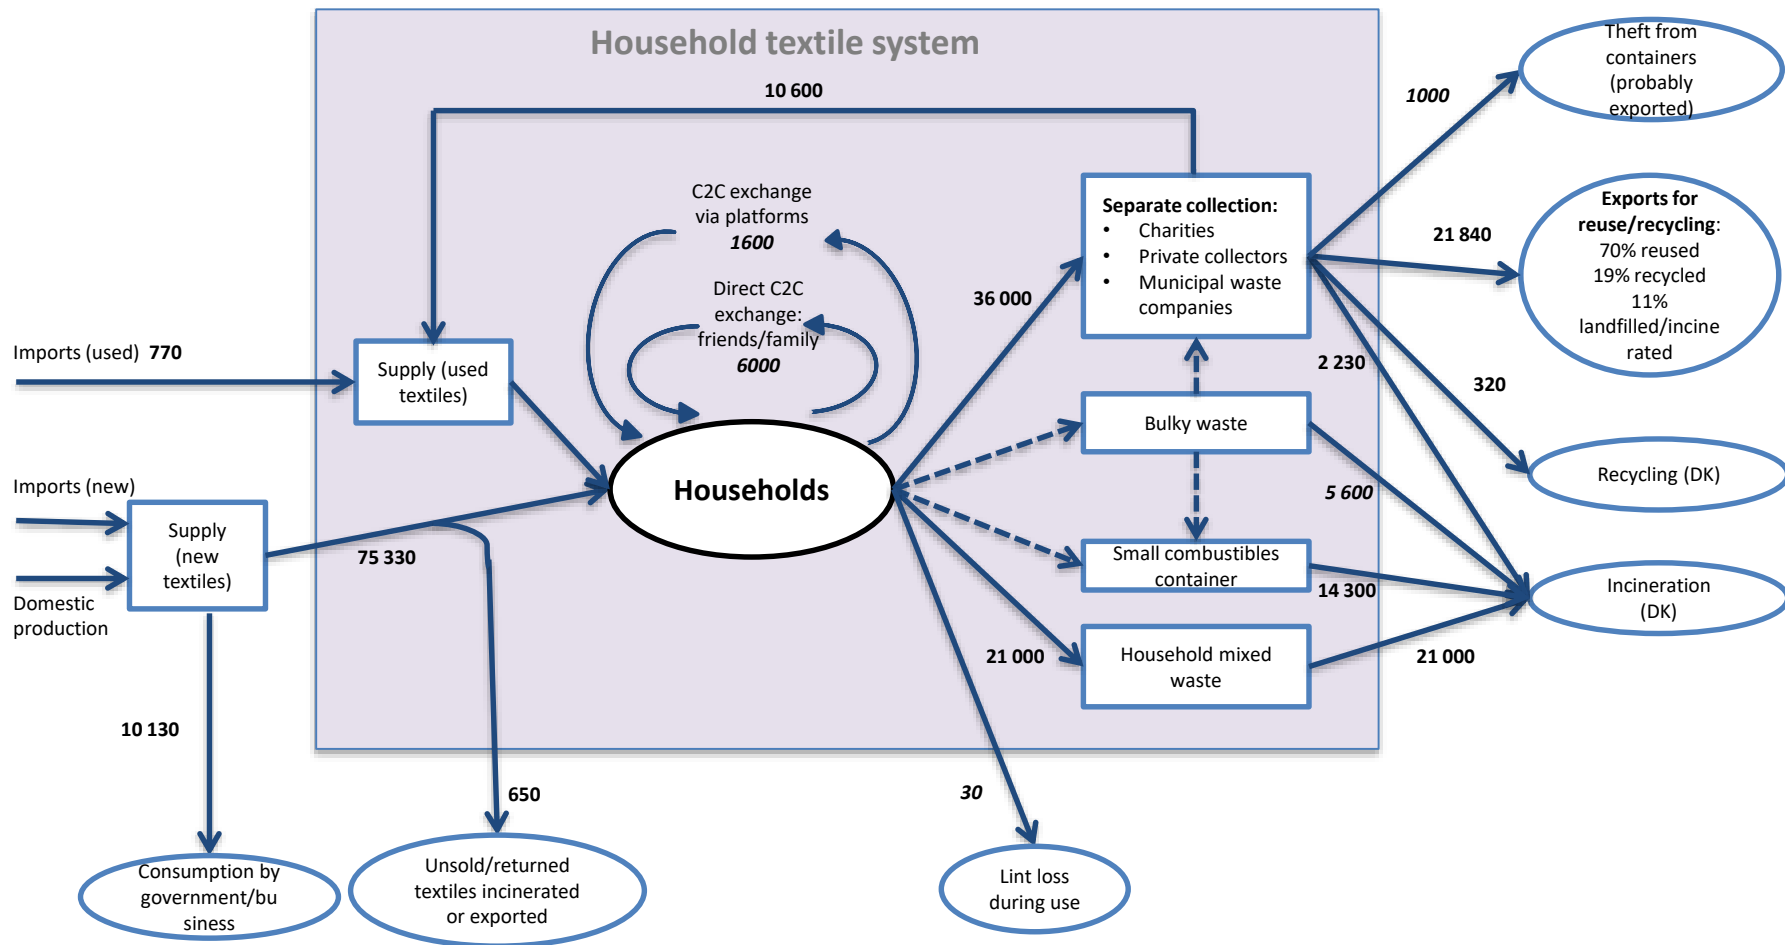 Household textile system
10 600
Theft from
containers
(probably
exported)
1000
C2C exchange
via platforms
1600
Direct C2C
exchange:
friends/family
6000
Separate collection:
• Charities
• Private collectors
• Municipal waste
companies
36 000
21 840
Exports for
reuse/recycling:
70% reused
19% recycled
11%
landfilled/incine
rated
Imports (used) 770
Supply (used
textiles)
2 230
320
Bulky waste
Households
Recycling (DK)
Imports (new)
Supply
(new
textiles)
5 600
75 330
Small combustibles
container
14 300
Incineration
(DK)
Domestic
production
21 000
Household mixed
waste
21 000
10 130
650
30
Consumption by
government/bu
siness
Unsold/returned
textiles incinerated
or exported
Lint loss
during use